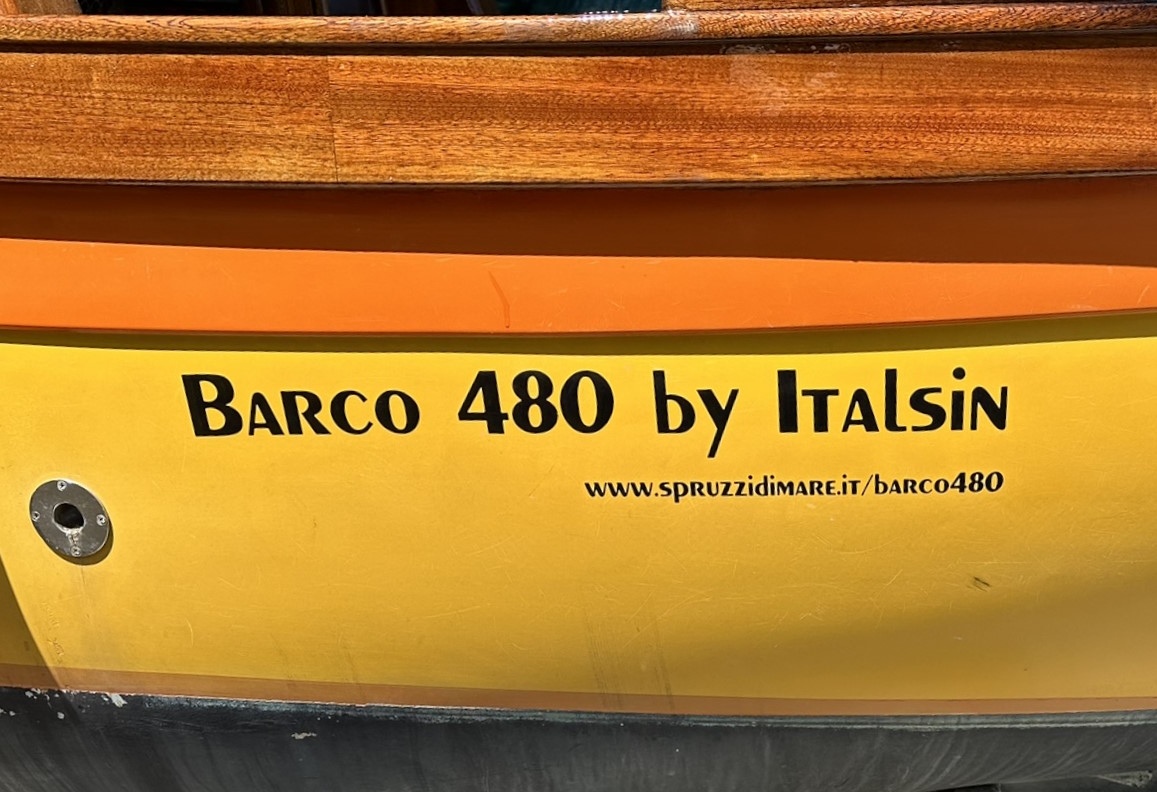 Barco 480 by Italsin
www.spruzzidimare.it/barco480